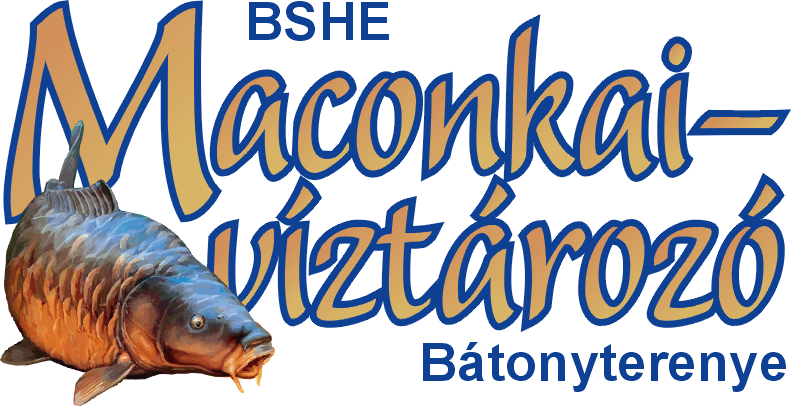 BSHE
Maconkai-
víztározó
Bátonyterenye